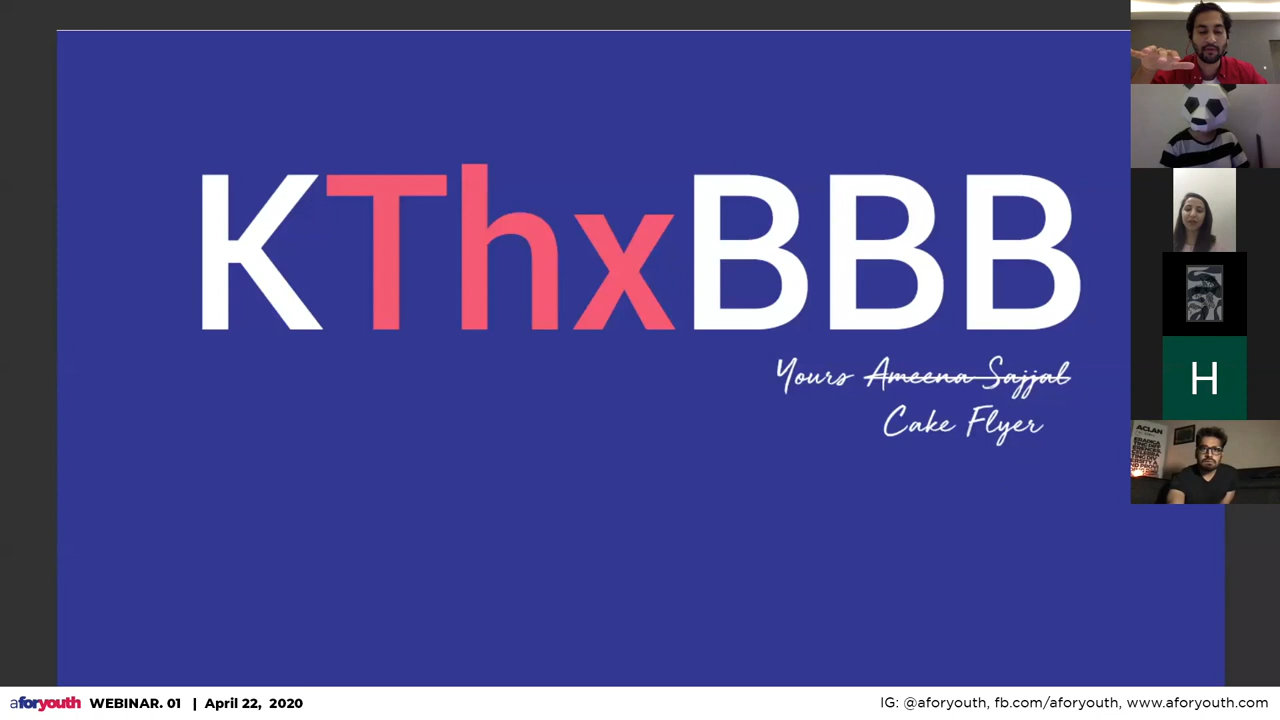 KThxBBB
Yours Ameena Sajjal
Cake Flyer
H
ACLAN
aforyouth WEBINAR. 01 | April 22, 2020
IG: @aforyouth, fb.com/aforyouth, www.aforyouth.com